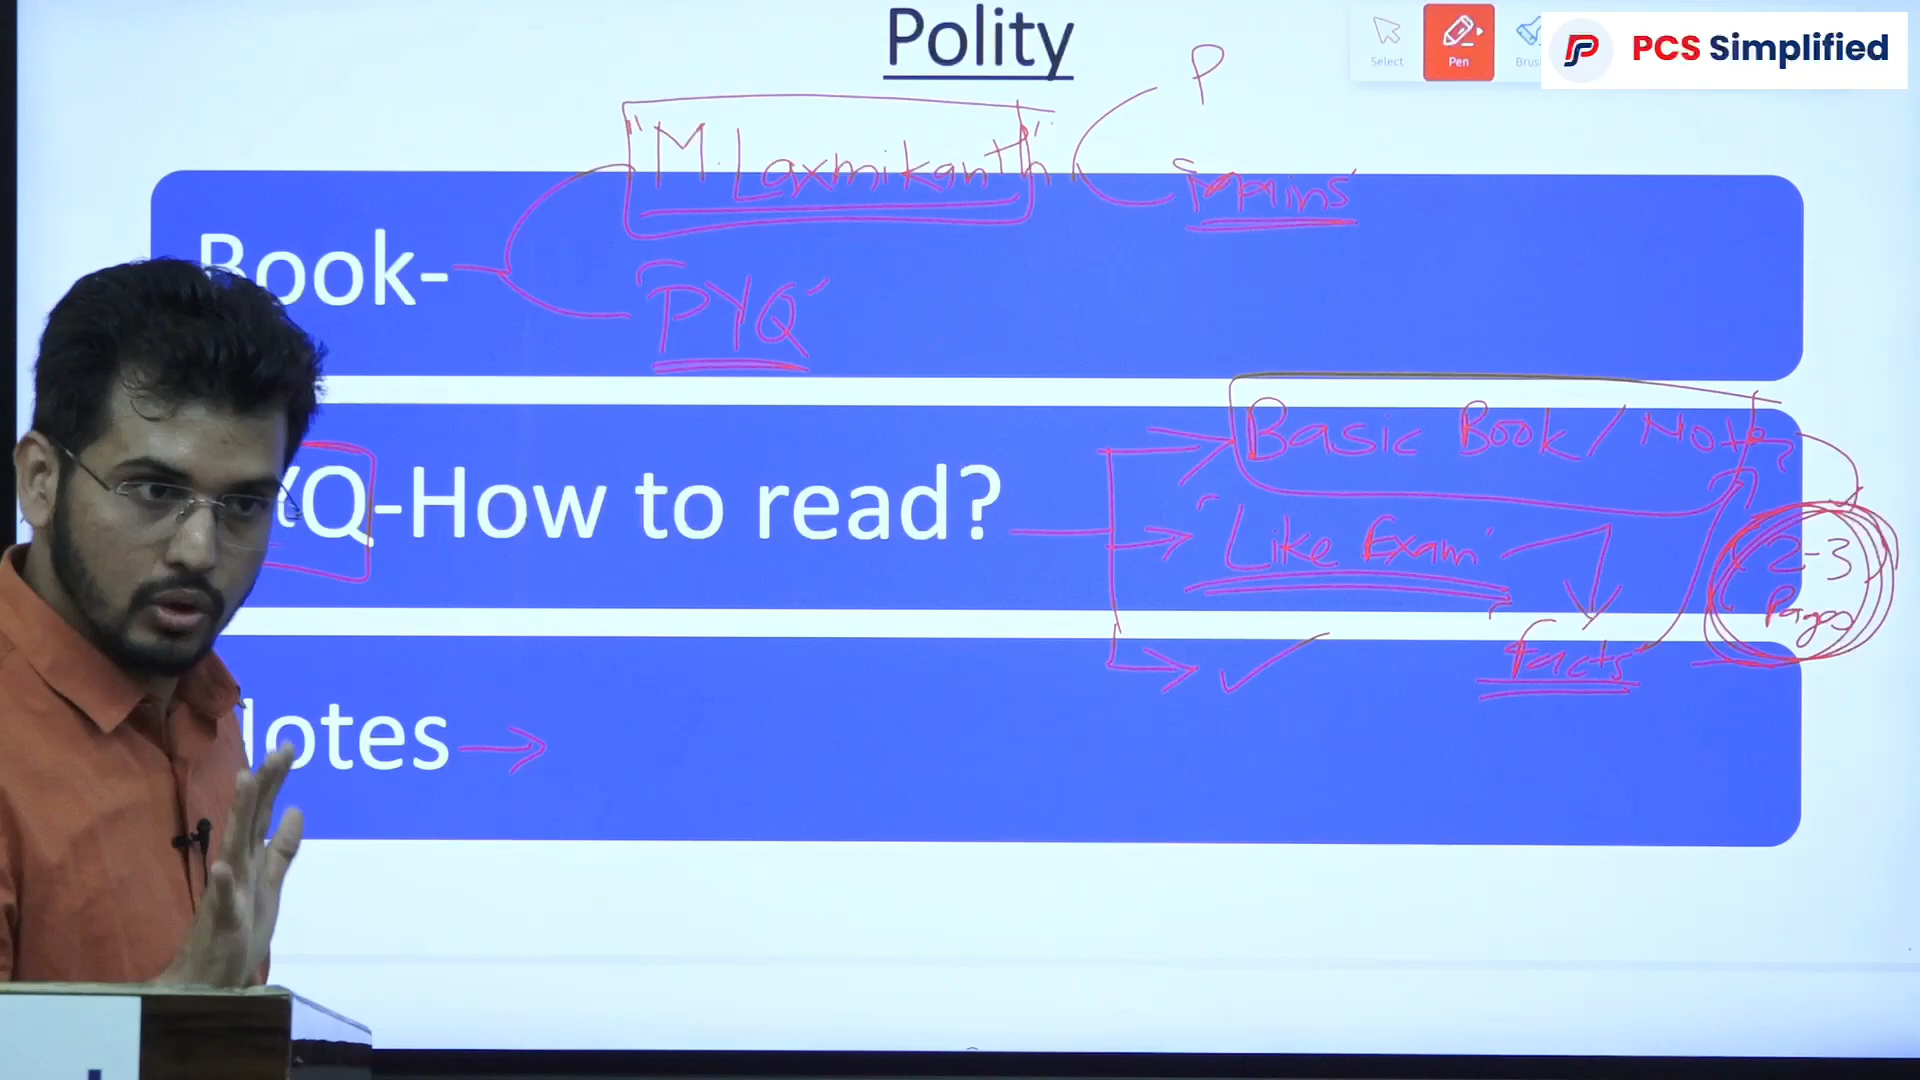 Polity
P
Select
Pen
PCS Simplified
"M. Laxmikanth"
Mains
Book-
"PYQ"
Basic Book / Notes
YQ-How to read?
"Like Exam"
2-3
Pages
facts
Notes